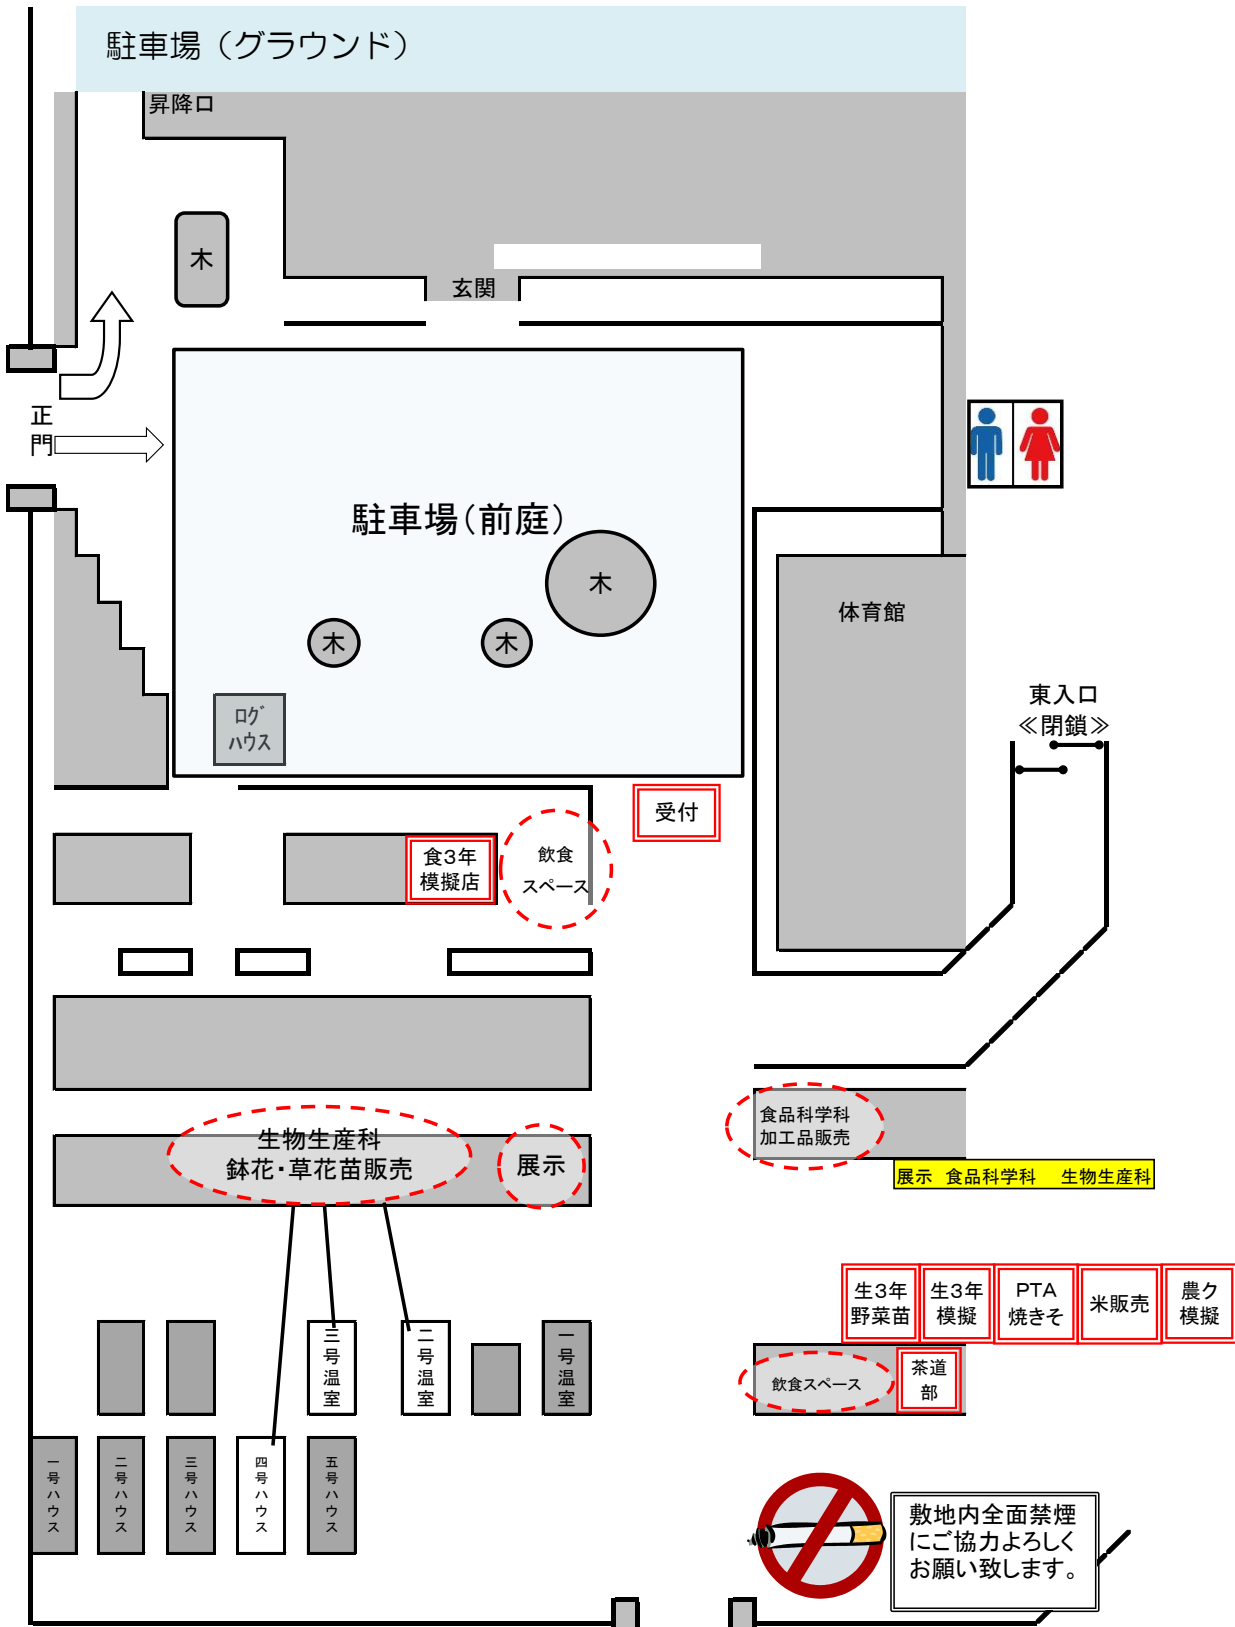 駐車場（グラウンド）
昇降口
木
玄関
正
門
駐車場（前庭）
木
木
木
体育館
ログ
ハウス
東入口
≪閉鎖≫
受付
食3年
模擬店
飲食
スペース
食品科学科
加工品販売
生物生産科
鉢花・草花苗販売
展示
展示 食品科学科　生物生産科
生3年
野菜苗
生3年
模擬
PTA
焼きそ
米販売
農ク
模擬
三号温室
二号温室
一号温室
飲食スペース
茶道
部
一号ハウス
二号ハウス
三号ハウス
四号ハウス
五号ハウス
敷地内全面禁煙
にご協力よろしく
お願い致します。